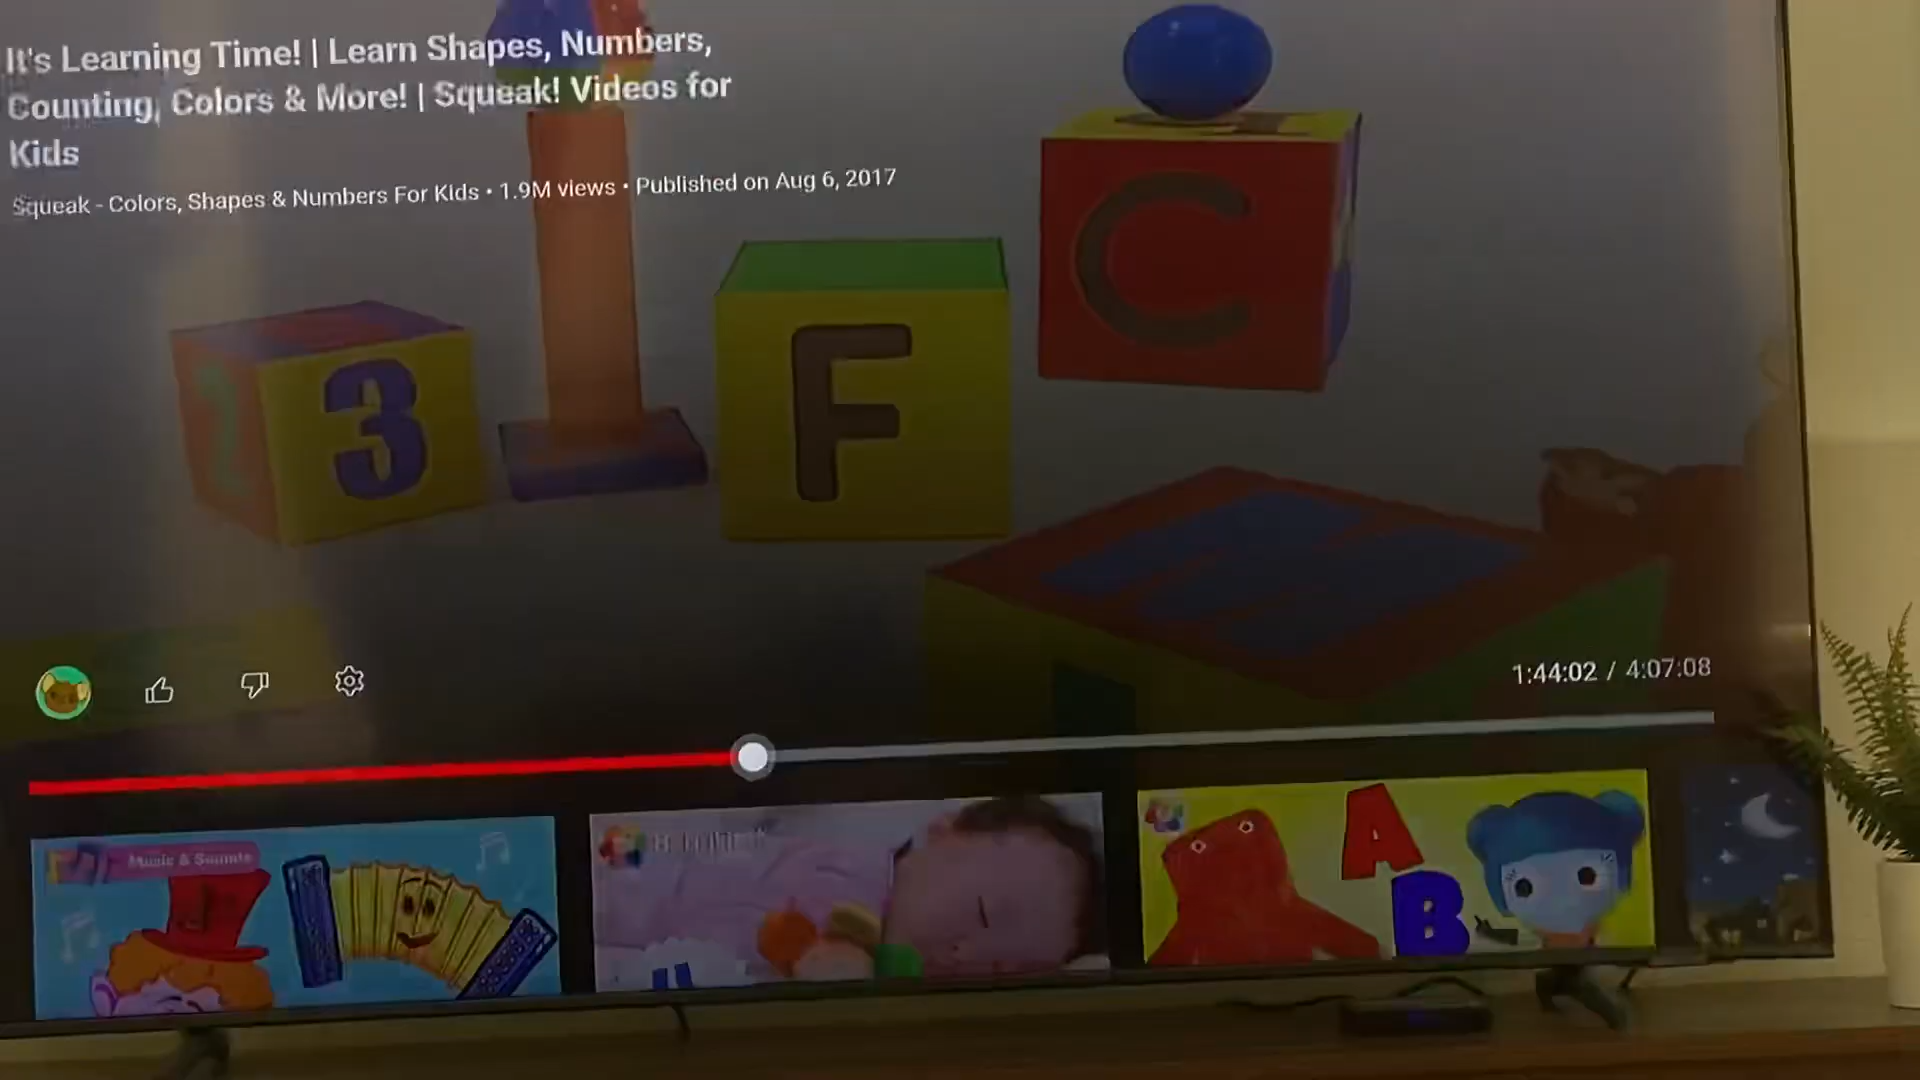 It's Learning Time! | Learn Shapes, Numbers,
Counting, Colors & More! | Squeak! Videos for
Kids
Squeak - Colors, Shapes & Numbers For Kids • 1.9M views • Published on Aug 6, 2017
C
3
F
1:44:02 / 4:07:08
Music & Sounds
A
B